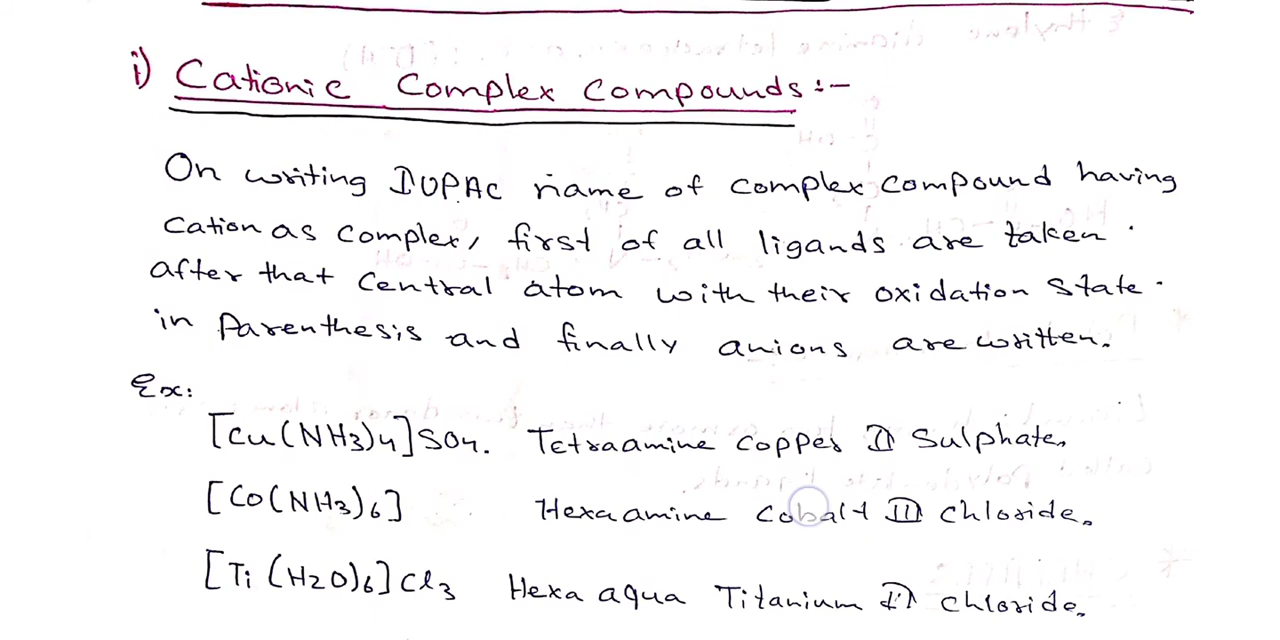 i) Cationic Complex Compounds:-
On writing IUPAC name of complex compound having
Cation as complex, first of all ligands are taken.
after that Central atom with their oxidation State.
in Parenthesis and finally anions are written.
Ex:
[Cu(NH3)4]SO4. Tetraamine Copper II Sulphate.
[Co(NH3)6] Hexaamine Cobalt III chloride.
[Ti(H2O)6]Cl3 Hexa aqua Titanium chloride.